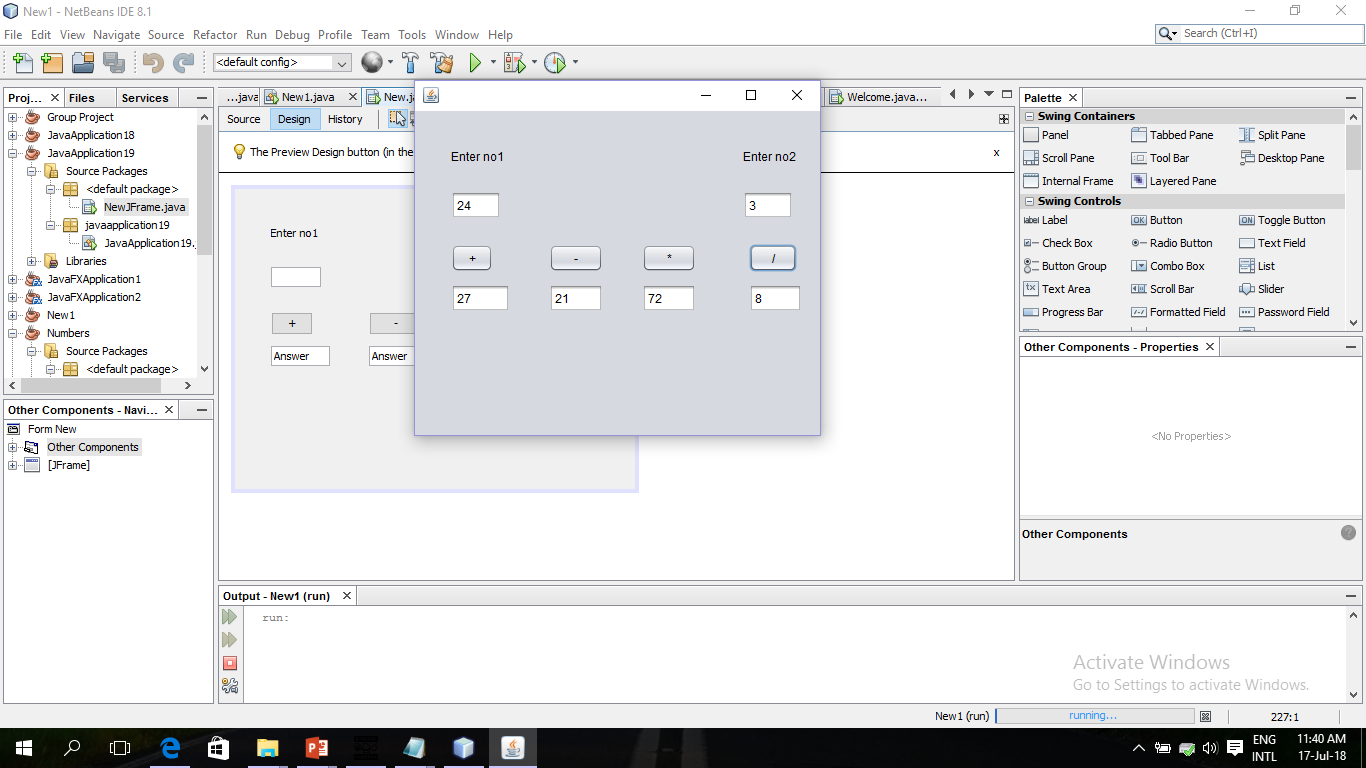 New1 - NetBeans IDE 8.1
File Edit View Navigate Source Refactor Run Debug Profile Team Tools Window Help
Search (Ctrl+I)
<default config>
Proj... Files Services
Group Project
JavaApplication18
JavaApplication19
Source Packages
<default package>
NewJFrame.java
javaapplication19
JavaApplication19.
Libraries
JavaFXApplication1
JavaFXApplication2
New1
Numbers
Source Packages
<default package>
Other Components - Navi...
Form New
Other Components
[JFrame]
...java New1.java New.ja Welcome.java...
Source Design History
The Preview Design button (in the x
Enter no1
+ -
Answer Answer
Enter no1 Enter no2
24 3
+ - * /
27 21 72 8
Palette
Swing Containers
Panel Tabbed Pane Split Pane
Scroll Pane Tool Bar Desktop Pane
Internal Frame Layered Pane
Swing Controls
label Label OK Button ON Toggle Button
Check Box Radio Button Text Field
Button Group Combo Box List
Text Area Scroll Bar Slider
Progress Bar Formatted Field Password Field
Other Components - Properties
<No Properties>
Other Components
Output - New1 (run)
run:
Activate Windows
Go to Settings to activate Windows.
New1 (run) running... 227:1
ENG 11:40 AM
INTL 17-Jul-18